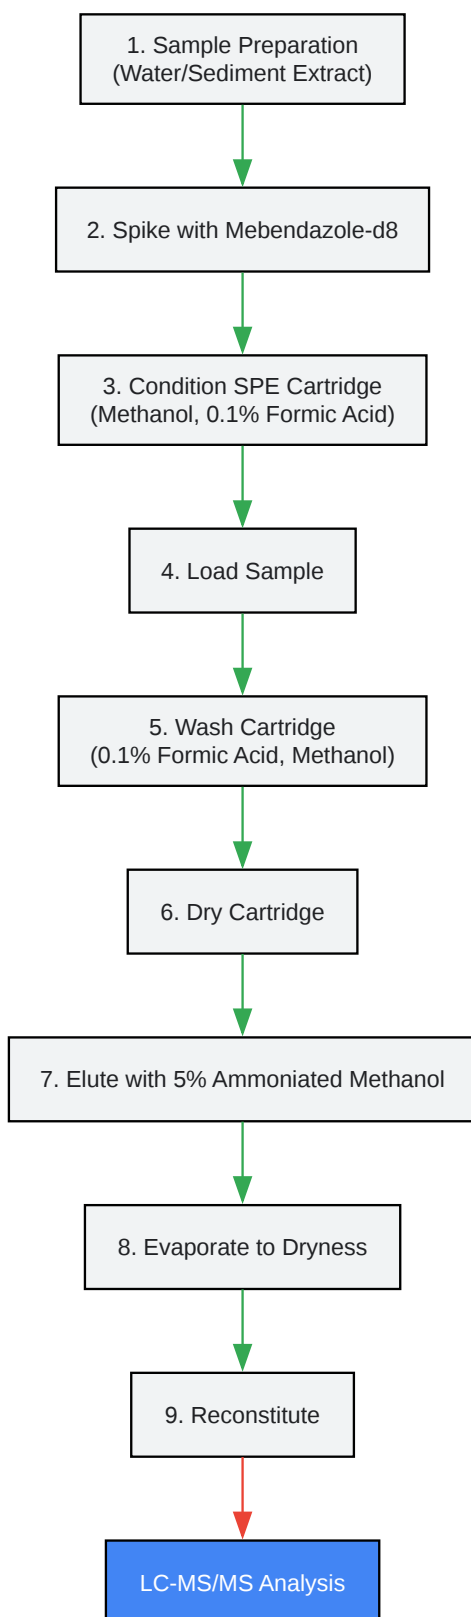 1. Sample Preparation
(Water/Sediment Extract)
2. Spike with Mebendazole-d8
3. Condition SPE Cartridge
(Methanol, 0.1% Formic Acid)
4. Load Sample
5. Wash Cartridge
(0.1% Formic Acid, Methanol)
6. Dry Cartridge
7. Elute with 5% Ammoniated Methanol
8. Evaporate to Dryness
9. Reconstitute
LC-MS/MS Analysis